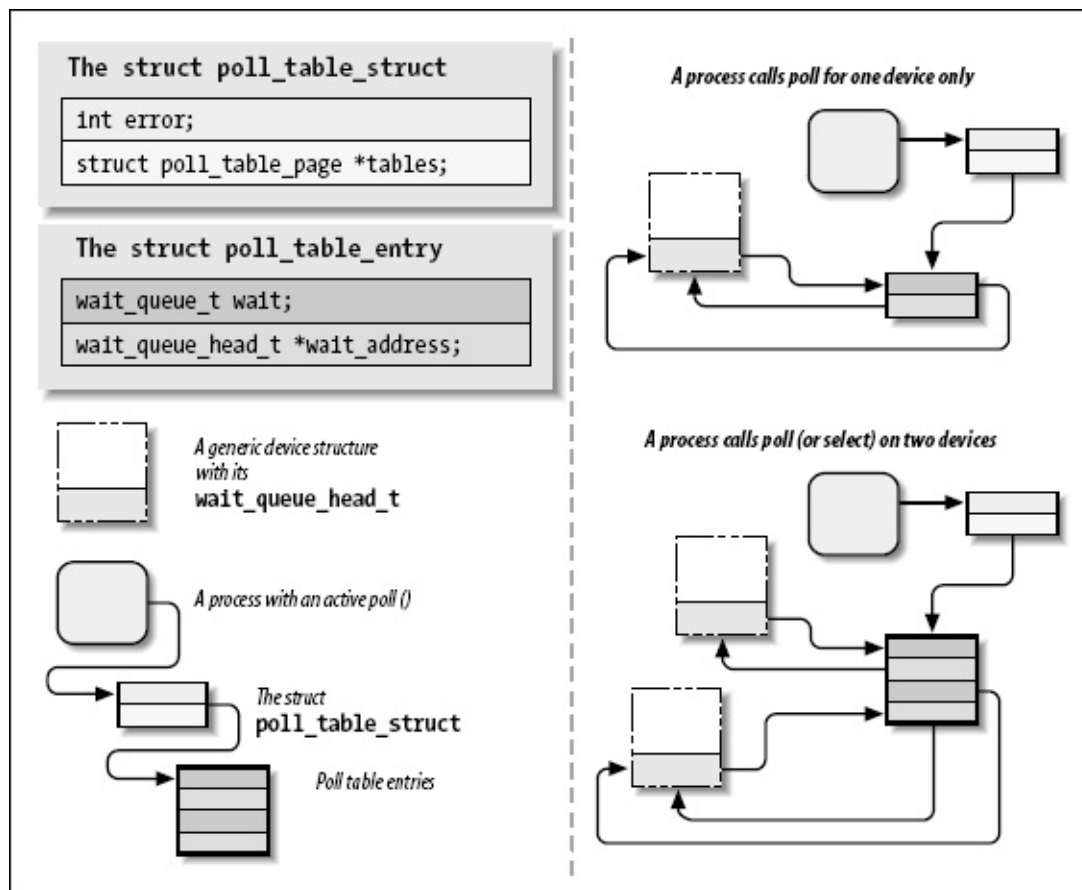 The struct poll_table_struct
int error;
struct poll_table_page *tables;
The struct poll_table_entry
wait_queue_t wait;
wait_queue_head_t *wait_address;
A generic device structure
with its
wait_queue_head_t
A process with an active poll ()
The struct
poll_table_struct
Poll table entries
A process calls poll for one device only
A process calls poll (or select) on two devices